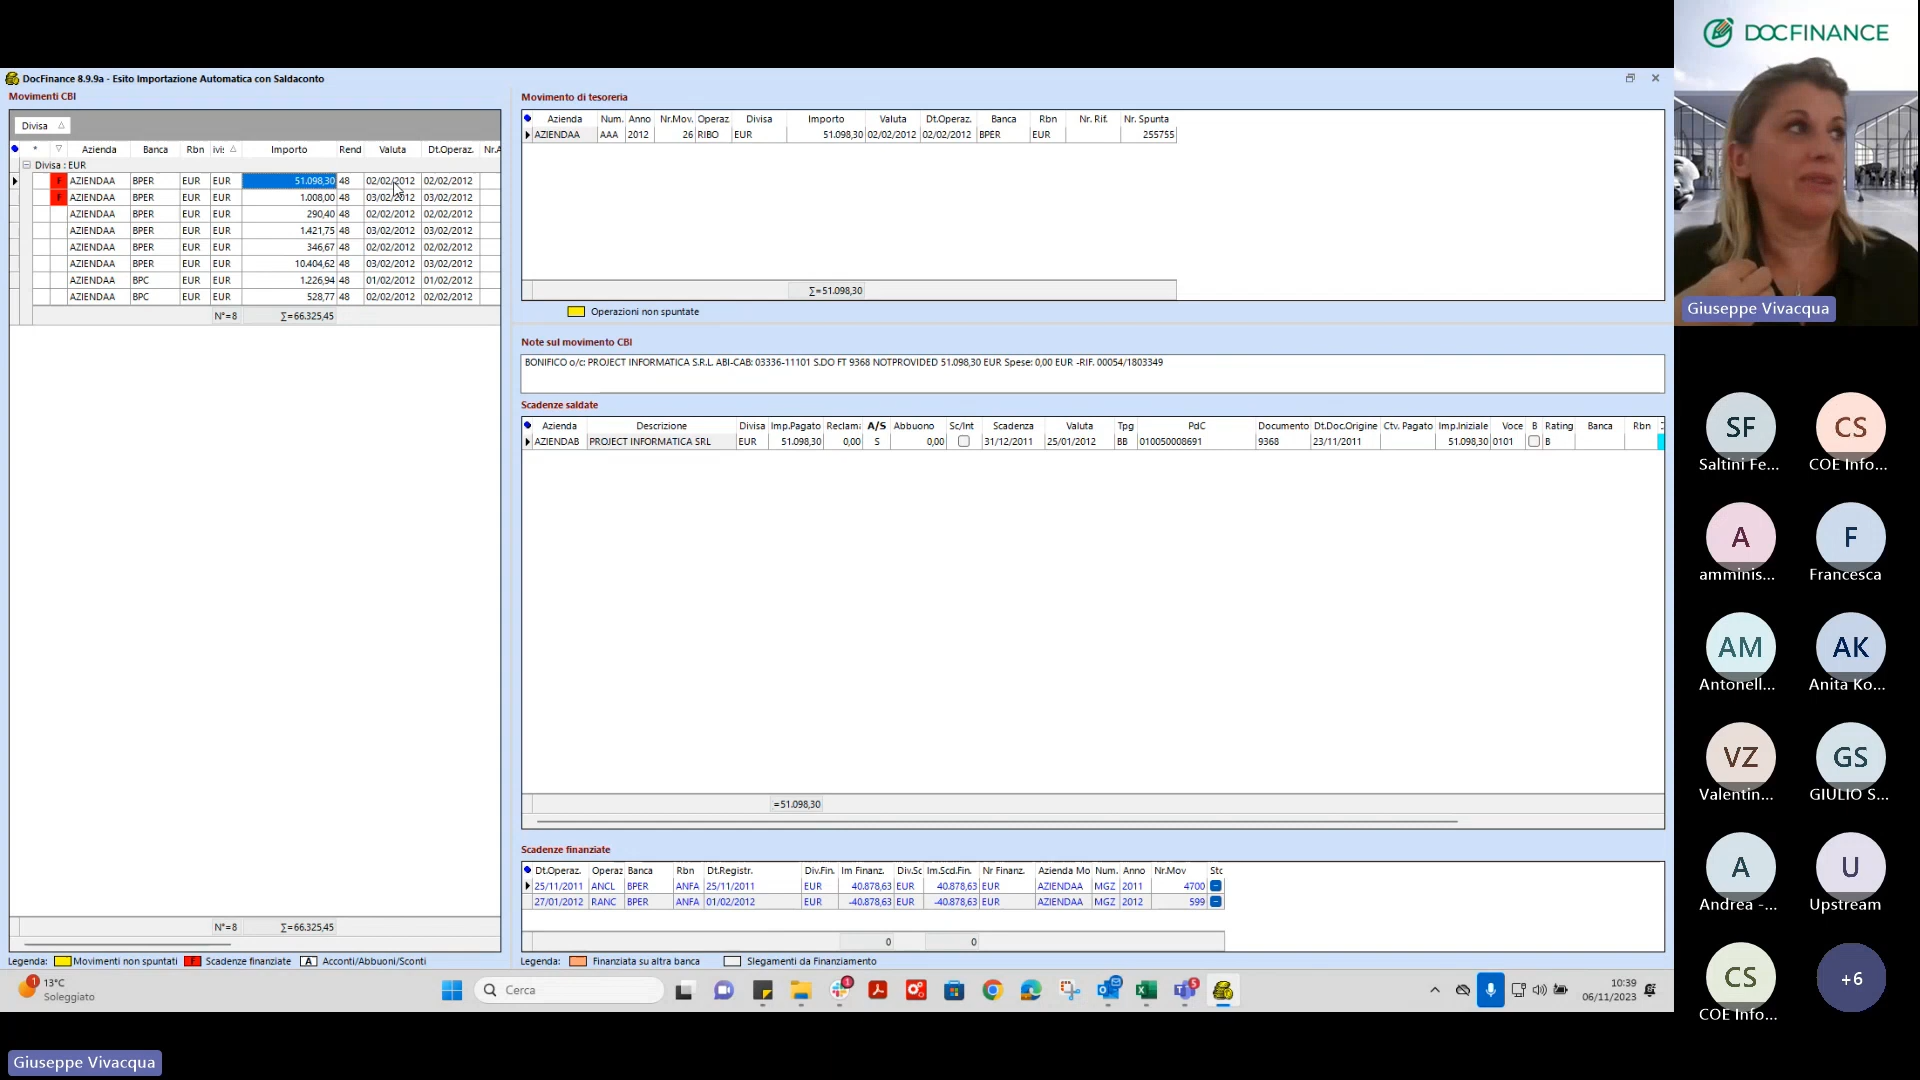 DOCFINANCE
DocFinance 8.9.9a - Esito Importazione Automatica con Saldaconto
Movimenti CBI
Divisa
* Azienda Banca Rbn ivi: Importo Rend Valuta Dt.Operaz. Nr.A
Divisa : EUR
F AZIENDAA BPER EUR EUR 51.098,30 48 02/02/2012 02/02/2012
F AZIENDAA BPER EUR EUR 1.008,00 48 03/02/2012 03/02/2012
AZIENDAA BPER EUR EUR 290,40 48 02/02/2012 02/02/2012
AZIENDAA BPER EUR EUR 1.421,75 48 03/02/2012 03/02/2012
AZIENDAA BPER EUR EUR 346,67 48 02/02/2012 02/02/2012
AZIENDAA BPER EUR EUR 10.404,62 48 03/02/2012 03/02/2012
AZIENDAA BPC EUR EUR 1.226,94 48 01/02/2012 01/02/2012
AZIENDAA BPC EUR EUR 528,77 48 02/02/2012 02/02/2012
N°=8 ∑=66.325,45
N°=8 ∑=66.325,45
Legenda: Movimenti non spuntati F Scadenze finanziate A Acconti/Abbuoni/Sconti
Movimento di tesoreria
Azienda Num. Anno Nr.Mov. Operaz Divisa Importo Valuta Dt.Operaz. Banca Rbn Nr. Rif. Nr. Spunta
AZIENDAA AAA 2012 26 RIBO EUR 51.098,30 02/02/2012 02/02/2012 BPER EUR 255755
∑=51.098,30
Operazioni non spuntate
Note sul movimento CBI
BONIFICO o/c: PROJECT INFORMATICA S.R.L. ABI-CAB: 03336-11101 S.DO FT 9368 NOTPROVIDED 51.098,30 EUR Spese: 0,00 EUR -RIF. 00054/1803349
Scadenze saldate
Azienda Descrizione Divisa Imp.Pagato Reclam: A/S Abbuono Sc/Int Scadenza Valuta Tpg PdC Documento Dt.Doc.Origine Ctv. Pagato Imp.Iniziale Voce B Rating Banca Rbn
AZIENDAB PROJECT INFORMATICA SRL EUR 51.098,30 0,00 S 0,00 31/12/2011 25/01/2012 BB 010050008691 9368 23/11/2011 51.098,30 0101 B
=51.098,30
Scadenze finanziate
Dt.Operaz. Operaz Banca Rbn Dt.Registr. Div.Fin. Im Finanz. Div.Sc Im.Scd.Fin. Nr Finanz. Azienda Mo Num. Anno Nr.Mov Stc
25/11/2011 ANCL BPER ANFA 25/11/2011 EUR 40.878,63 EUR 40.878,63 EUR AZIENDAA MGZ 2011 4700
27/01/2012 RANC BPER ANFA 01/02/2012 EUR -40.878,63 EUR -40.878,63 EUR AZIENDAA MGZ 2012 599
0 0
Legenda: Finanziata su altra banca Slegamenti da Finanziamento
13°C
Soleggiato
Cerca
10:39
06/11/2023
Giuseppe Vivacqua
SF CS
Saltini Fe... COE Info...
A F
amminis... Francesca
AM AK
Antonell... Anita Ko...
VZ GS
Valentin... GIULIO S...
A U
Andrea -... Upstream
CS +6
COE Info...
Giuseppe Vivacqua